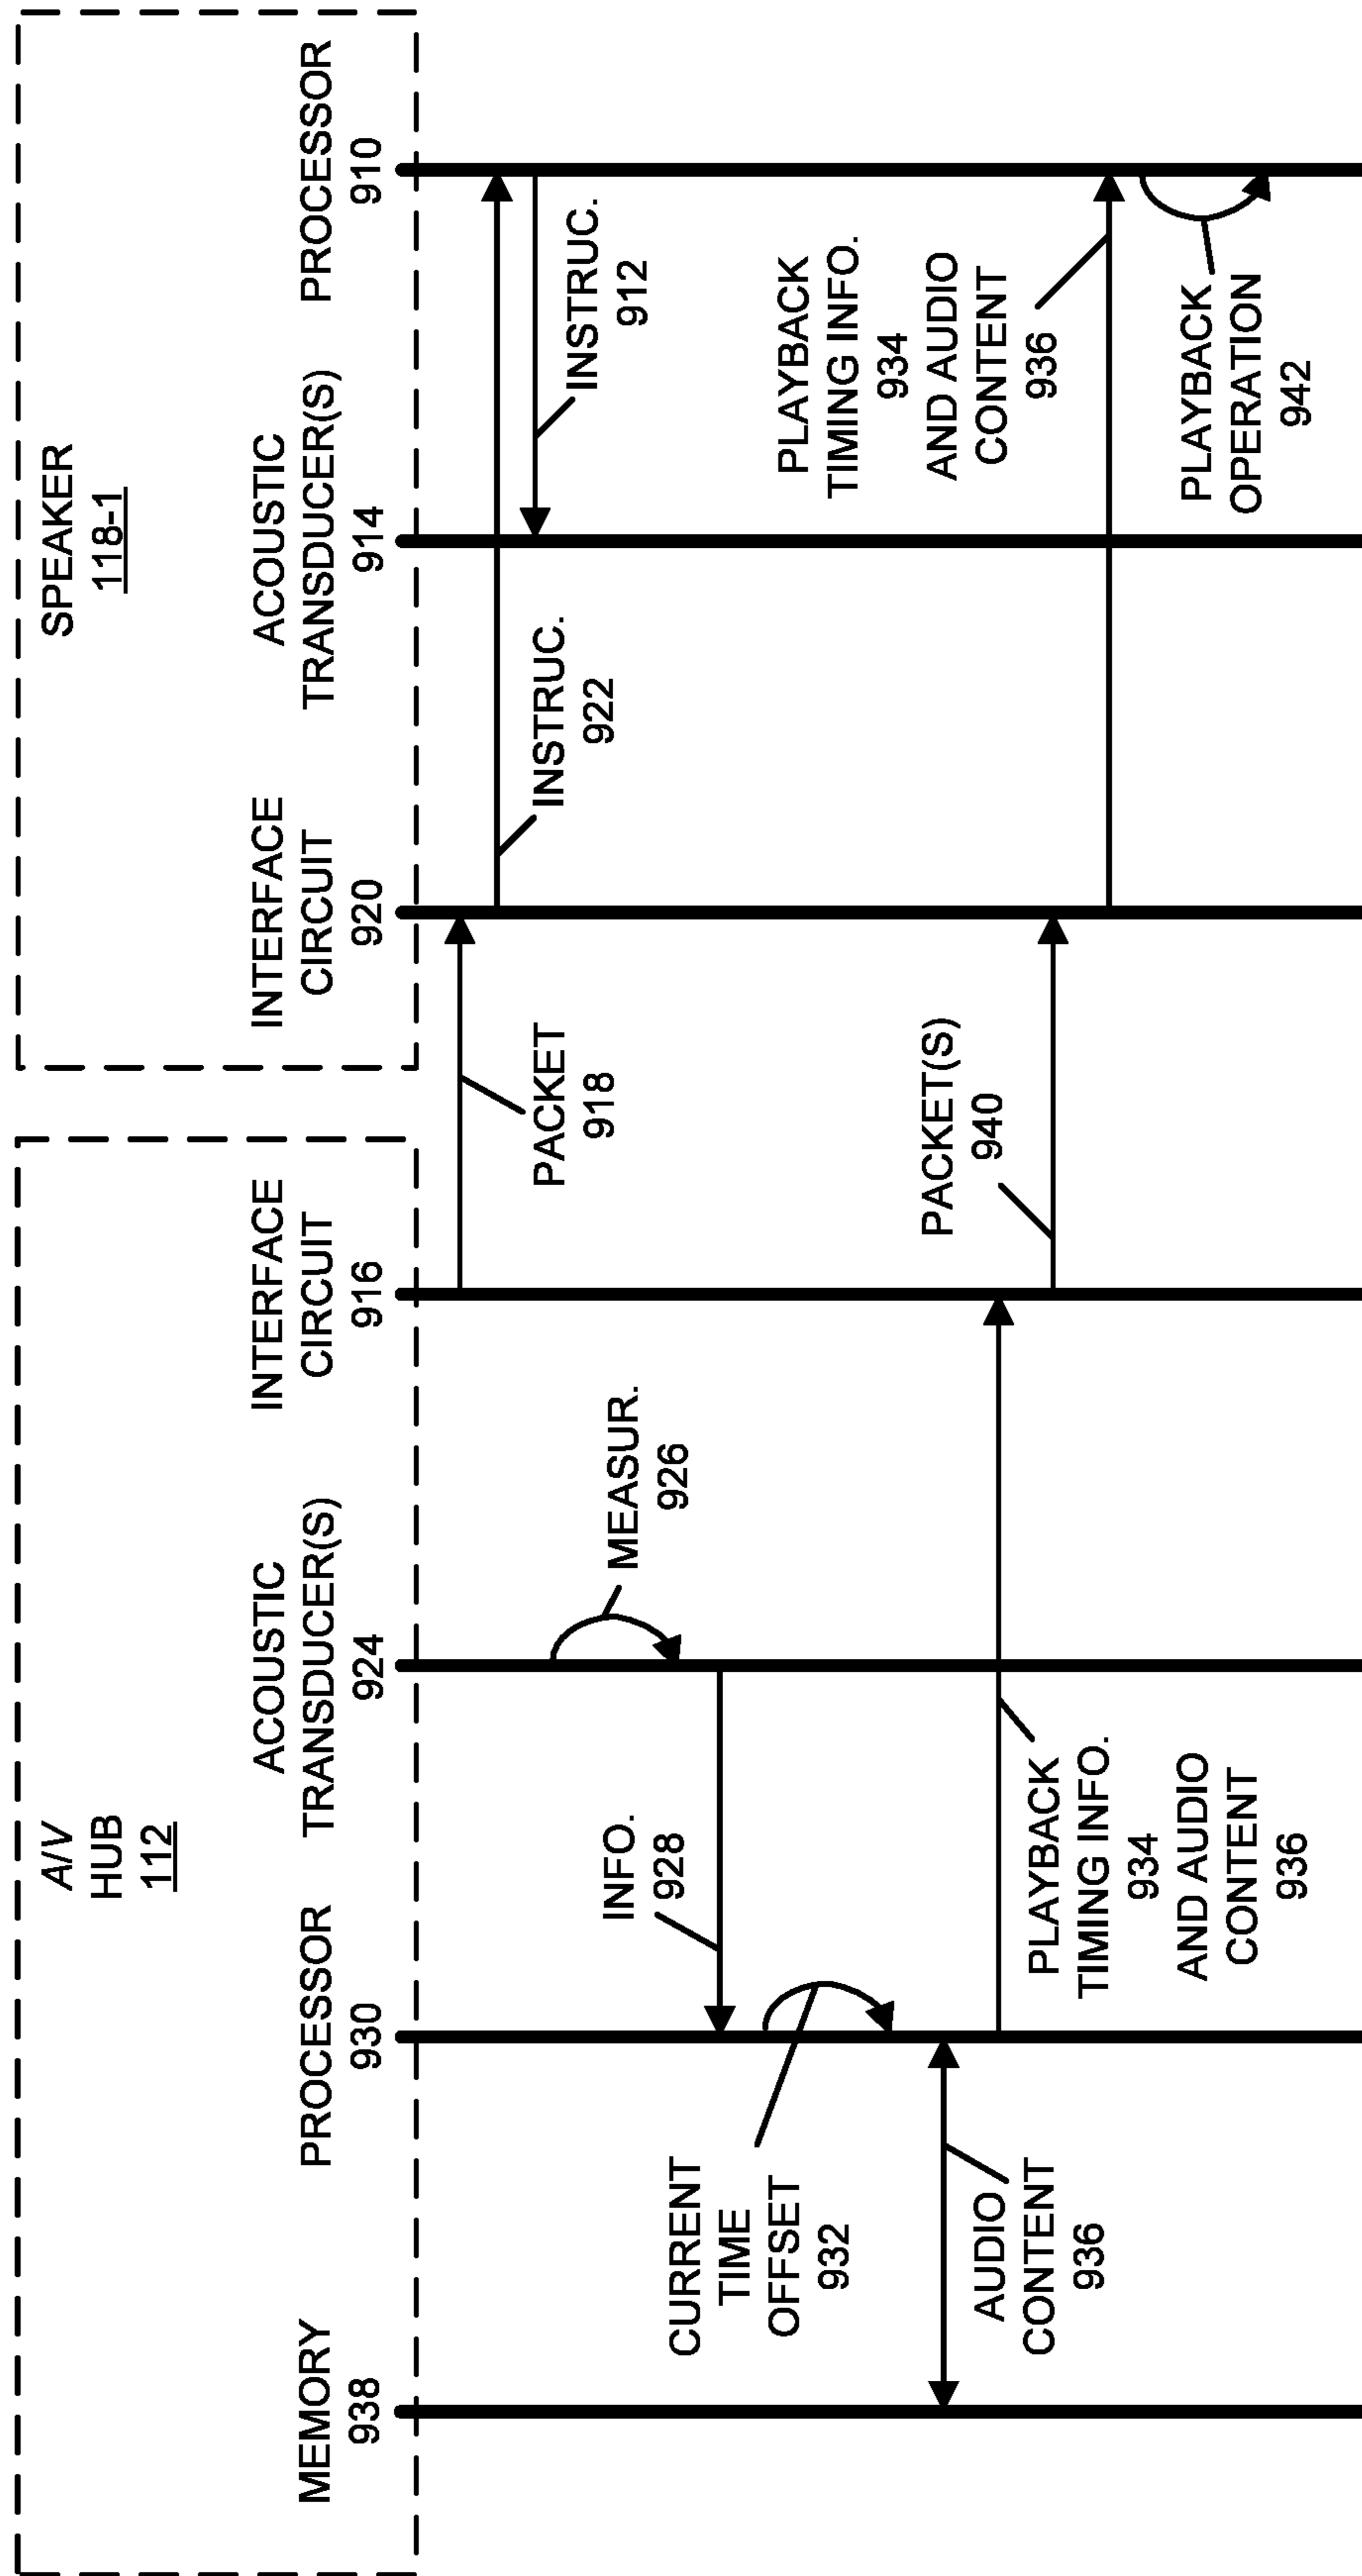 A/V
HUB
112
SPEAKER
118-1
MEMORY
938
PROCESSOR
930
ACOUSTIC
TRANSDUCER(S)
924
INTERFACE
CIRCUIT
916
INTERFACE
CIRCUIT
920
ACOUSTIC
TRANSDUCER(S)
914
PROCESSOR
910
PACKET
918
INSTRUC.
922
INSTRUC.
912
MEASUR.
926
INFO.
928
CURRENT
TIME
OFFSET
932
AUDIO
CONTENT
936
PLAYBACK
TIMING INFO.
934
AND AUDIO
CONTENT
936
PACKET(S)
940
PLAYBACK
TIMING INFO.
934
AND AUDIO
CONTENT
936
PLAYBACK
OPERATION
942